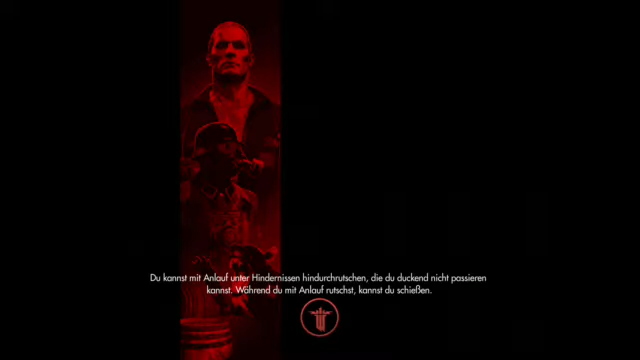 Du kannst mit Anlauf unter Hindernissen hindurchrutschen, die du duckend nicht passieren
kannst. Während du mit Anlauf rutschst, kannst du schießen.